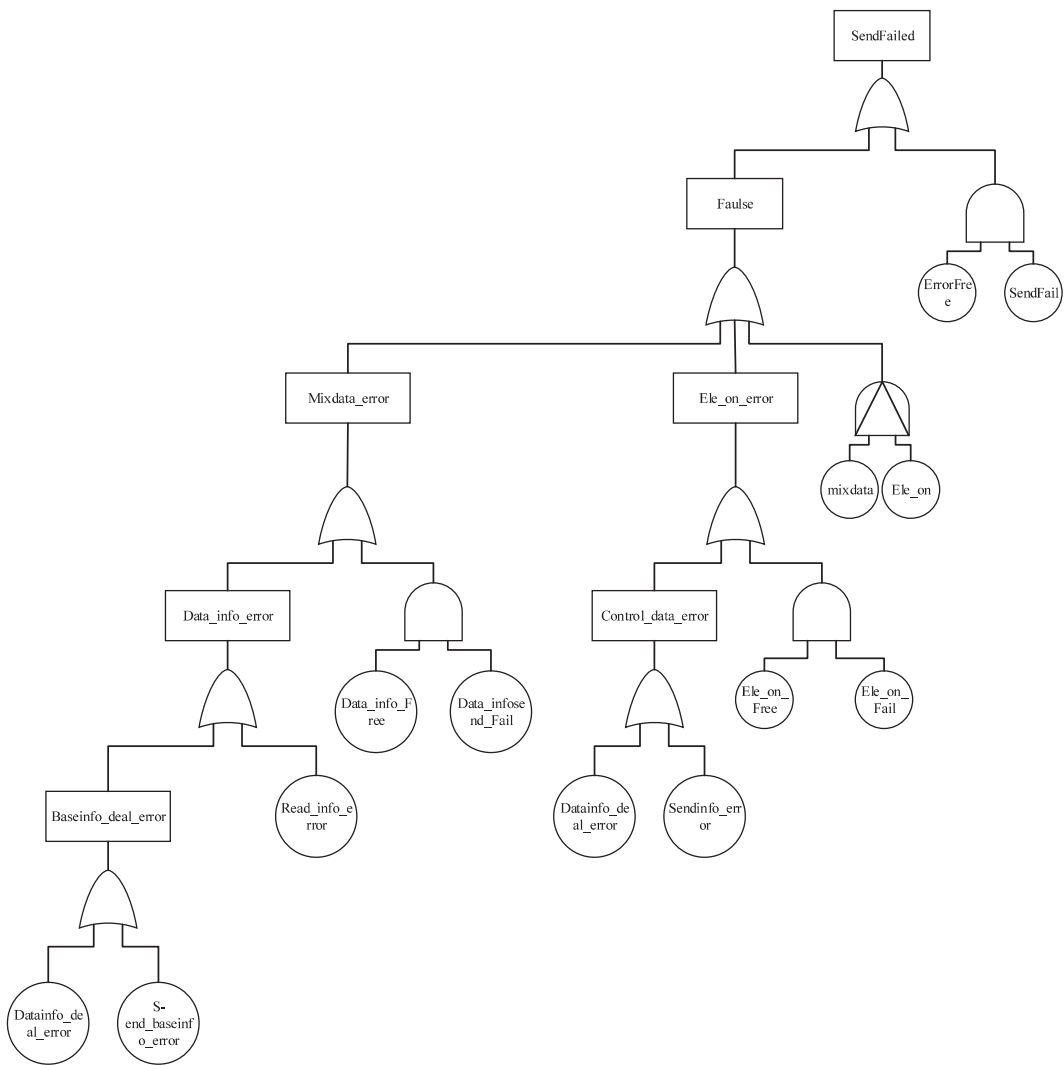 SendFailed
Faulse
ErrorFre
e
SendFail
Mixdata_error
Ele_on_error
mixdata
Ele_on
Data_info_error
Control_data_error
Data_info_F
ree
Data_infose
nd_Fail
Ele_on_
Free
Ele_on_
Fail
Baseinfo_deal_error
Read_info_e
rror
Datainfo_de
al_error
Sendinfo_err
or
Datainfo_de
al_error
S-
end_baseinf
o_error